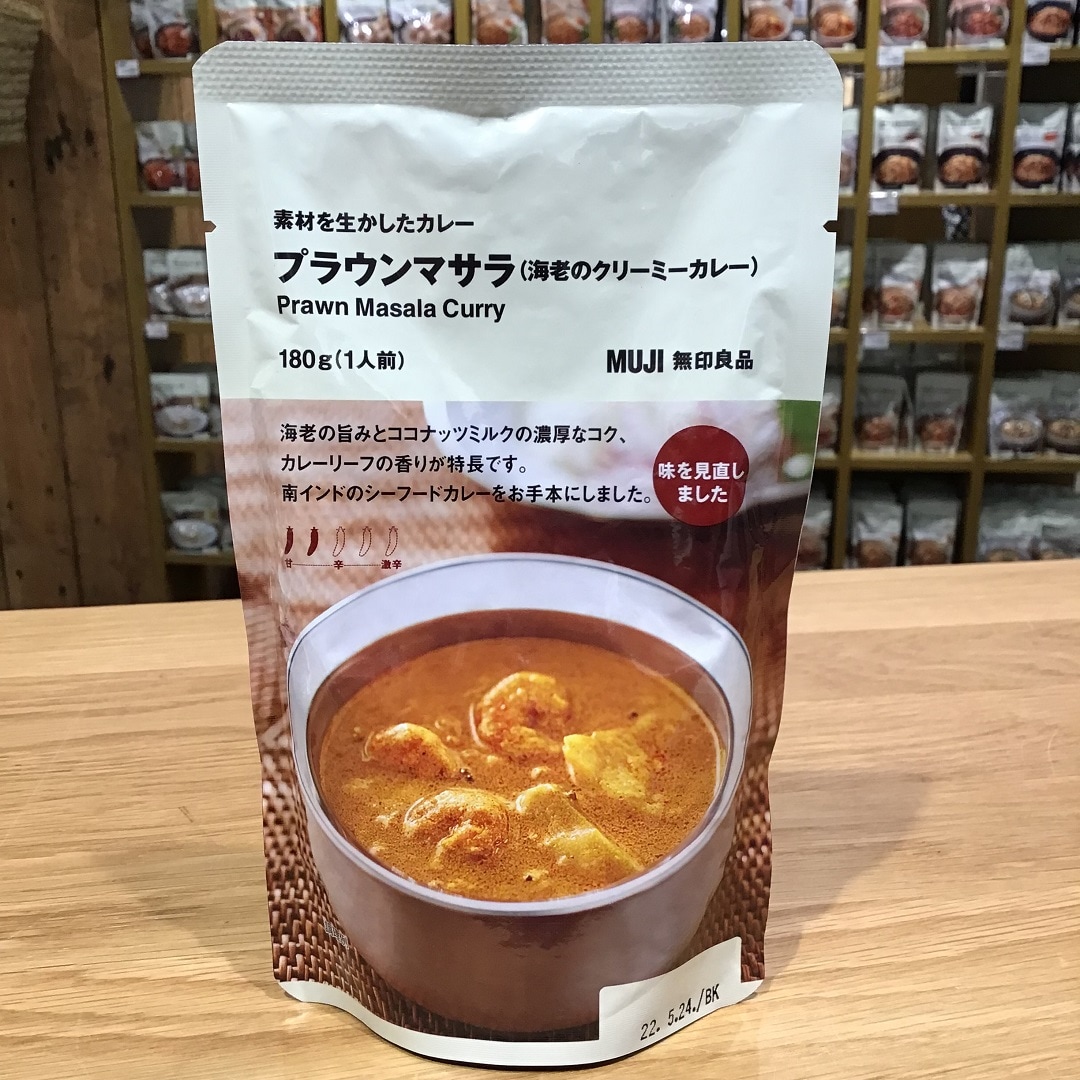 素材を生かしたカレー
プラウンマサラ(海老のクリーミーカレー)
Prawn Masala Curry
180g(1人前)
MUJI 無印良品
海老の旨みとココナッツミルクの濃厚なコク、
カレーリーフの香りが特長です。
南インドのシーフードカレーをお手本にしました。
味を見直し
ました
甘 辛 激辛
22. 5.24./BK